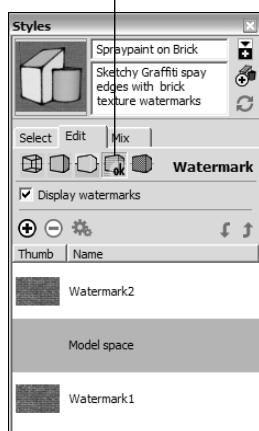 Styles
Spraypaint on Brick
Sketchy Graffiti spay
edges with brick
texture watermarks
Select Edit Mix
ok Watermark
Display watermarks
Thumb Name
Watermark2
Model space
Watermark1